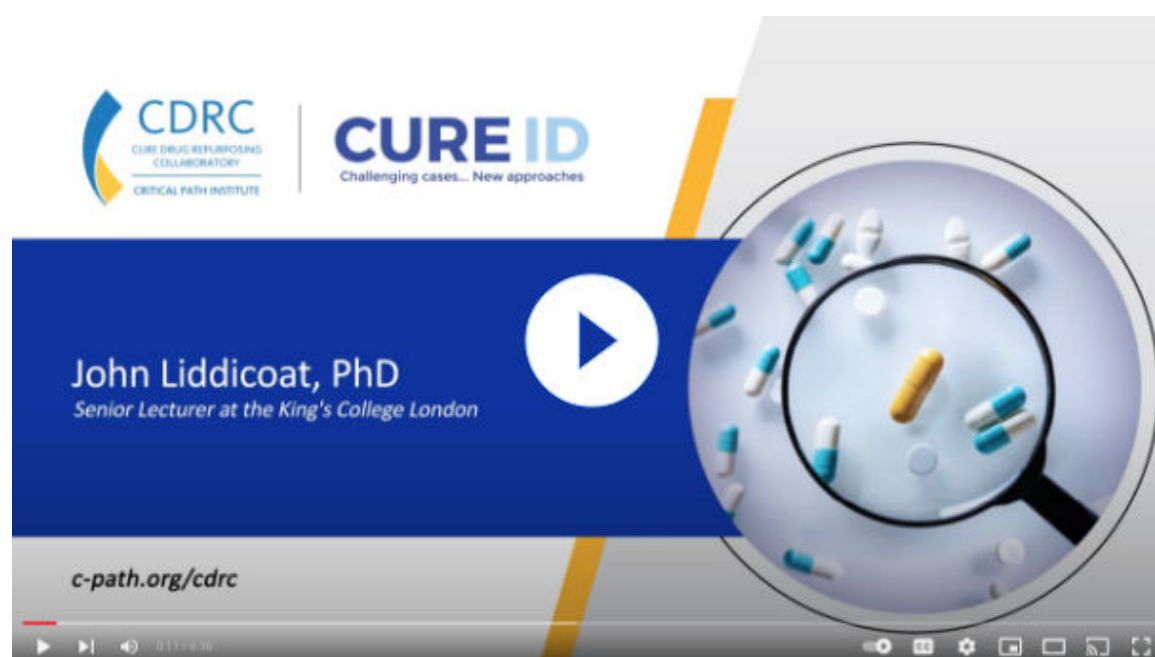 CDRC
CURE DRUG REPURPOSING
COLLABORATORY
CRITICAL PATH INSTITUTE
CURE ID
Challenging cases... New approaches
John Liddicoat, PhD
Senior Lecturer at the King's College London
c-path.org/cdrc
CC